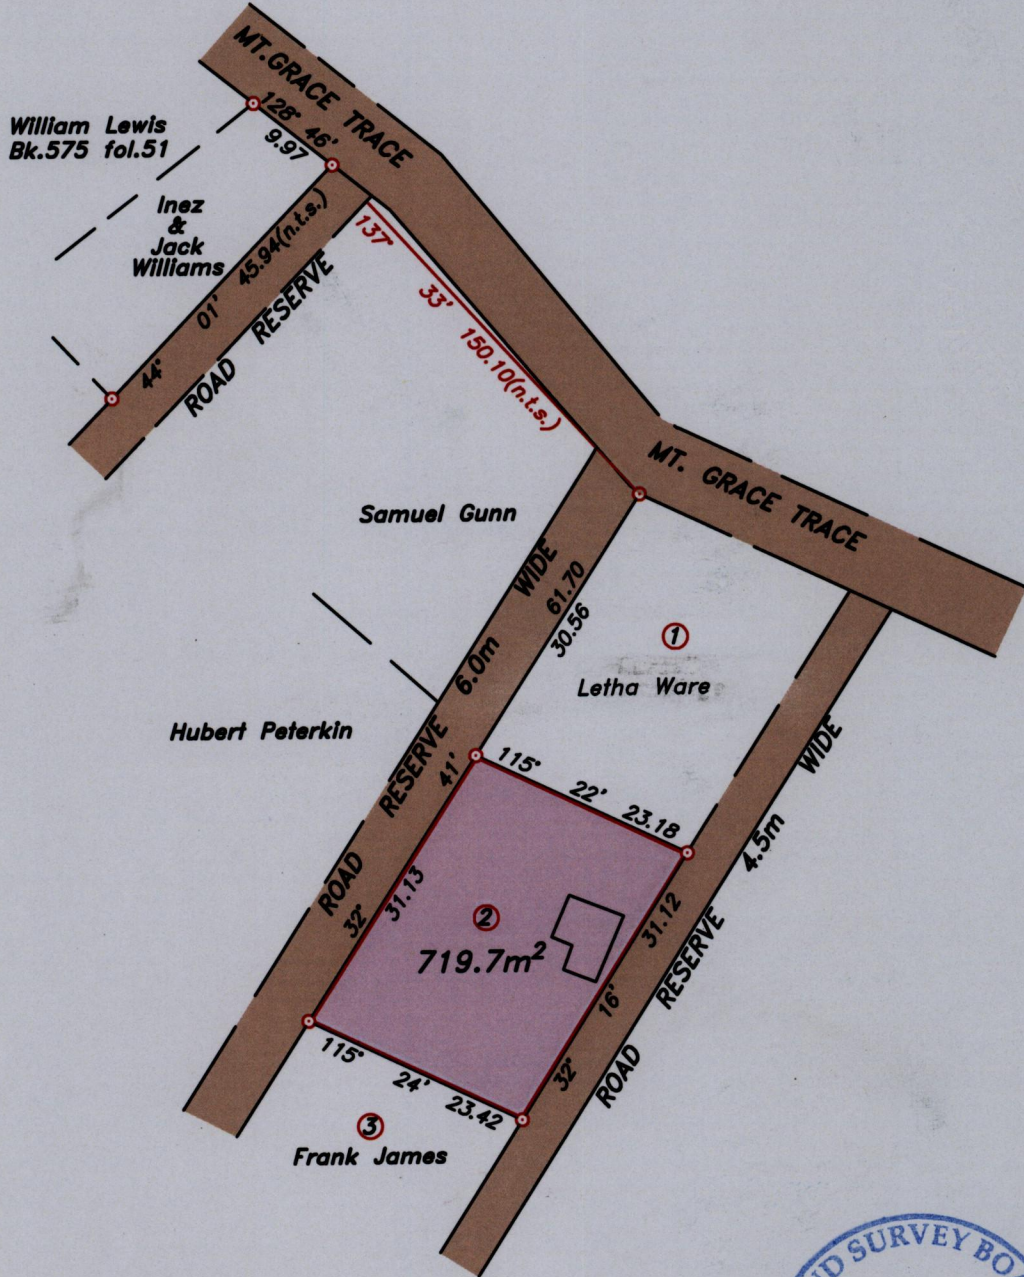 MT.GRACE TRACE
William Lewis
Bk.575 fol.51
128° 46'
9.97
Inez
&
Jack
Williams
44° 01' 45.94(n.t.s.)
ROAD RESERVE
137° 33' 150.10(n.t.s.)
MT. GRACE TRACE
Samuel Gunn
ROAD RESERVE 6.0m WIDE
61.70
30.56
1
Letha Ware
Hubert Peterkin
32° 41'
31.13
115° 22' 23.18
ROAD RESERVE 4.5m WIDE
2
719.7m²
32° 16' 31.12
115° 24' 23.42
3
Frank James
SURVEY